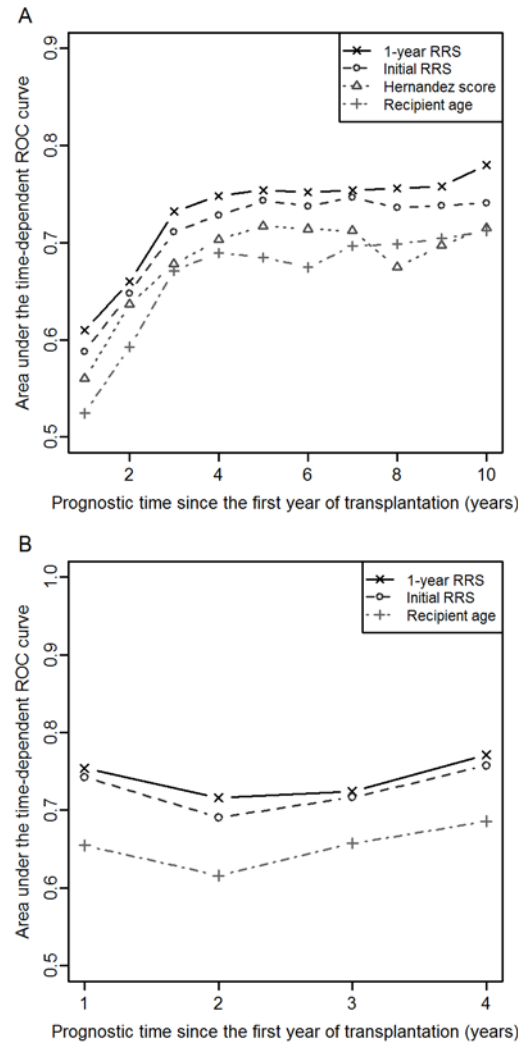 A
1-year RRS
Initial RRS
Hernandez score
Recipient age
Area under the time-dependent ROC curve
0.9
0.8
0.7
0.6
0.5
2 4 6 8 10
Prognostic time since the first year of transplantation (years)
B
1-year RRS
Initial RRS
Recipient age
Area under the time-dependent ROC curve
1.0
0.9
0.8
0.7
0.6
0.5
1 2 3 4
Prognostic time since the first year of transplantation (years)